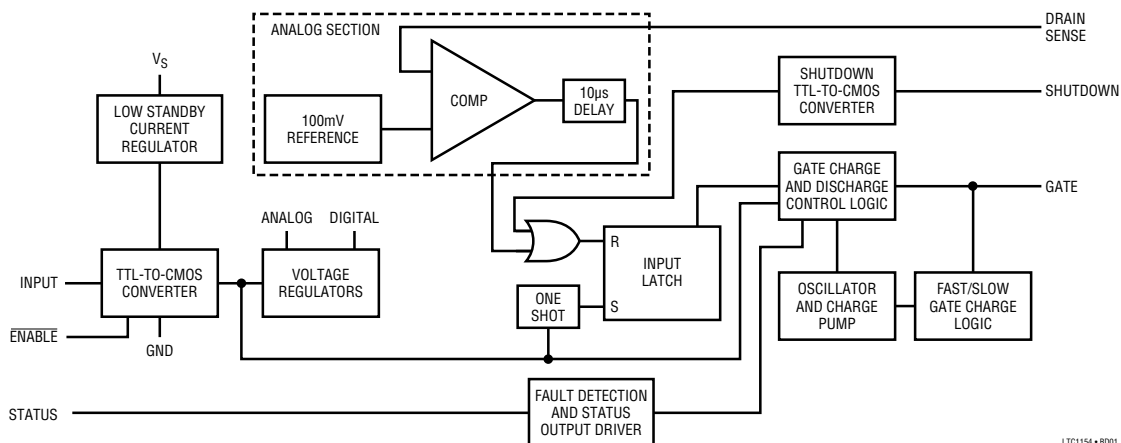 ANALOG SECTION
DRAIN
SENSE
V_S
LOW STANDBY
CURRENT
REGULATOR
100mV
REFERENCE
COMP
10µs
DELAY
SHUTDOWN
TTL-TO-CMOS
CONVERTER
SHUTDOWN
GATE CHARGE
AND DISCHARGE
CONTROL LOGIC
GATE
ANALOG
DIGITAL
INPUT
TTL-TO-CMOS
CONVERTER
VOLTAGE
REGULATORS
R
INPUT
LATCH
S
ONE
SHOT
OSCILLATOR
AND CHARGE
PUMP
FAST/SLOW
GATE CHARGE
LOGIC
ENABLE
GND
STATUS
FAULT DETECTION
AND STATUS
OUTPUT DRIVER
LTC1154 • BD01